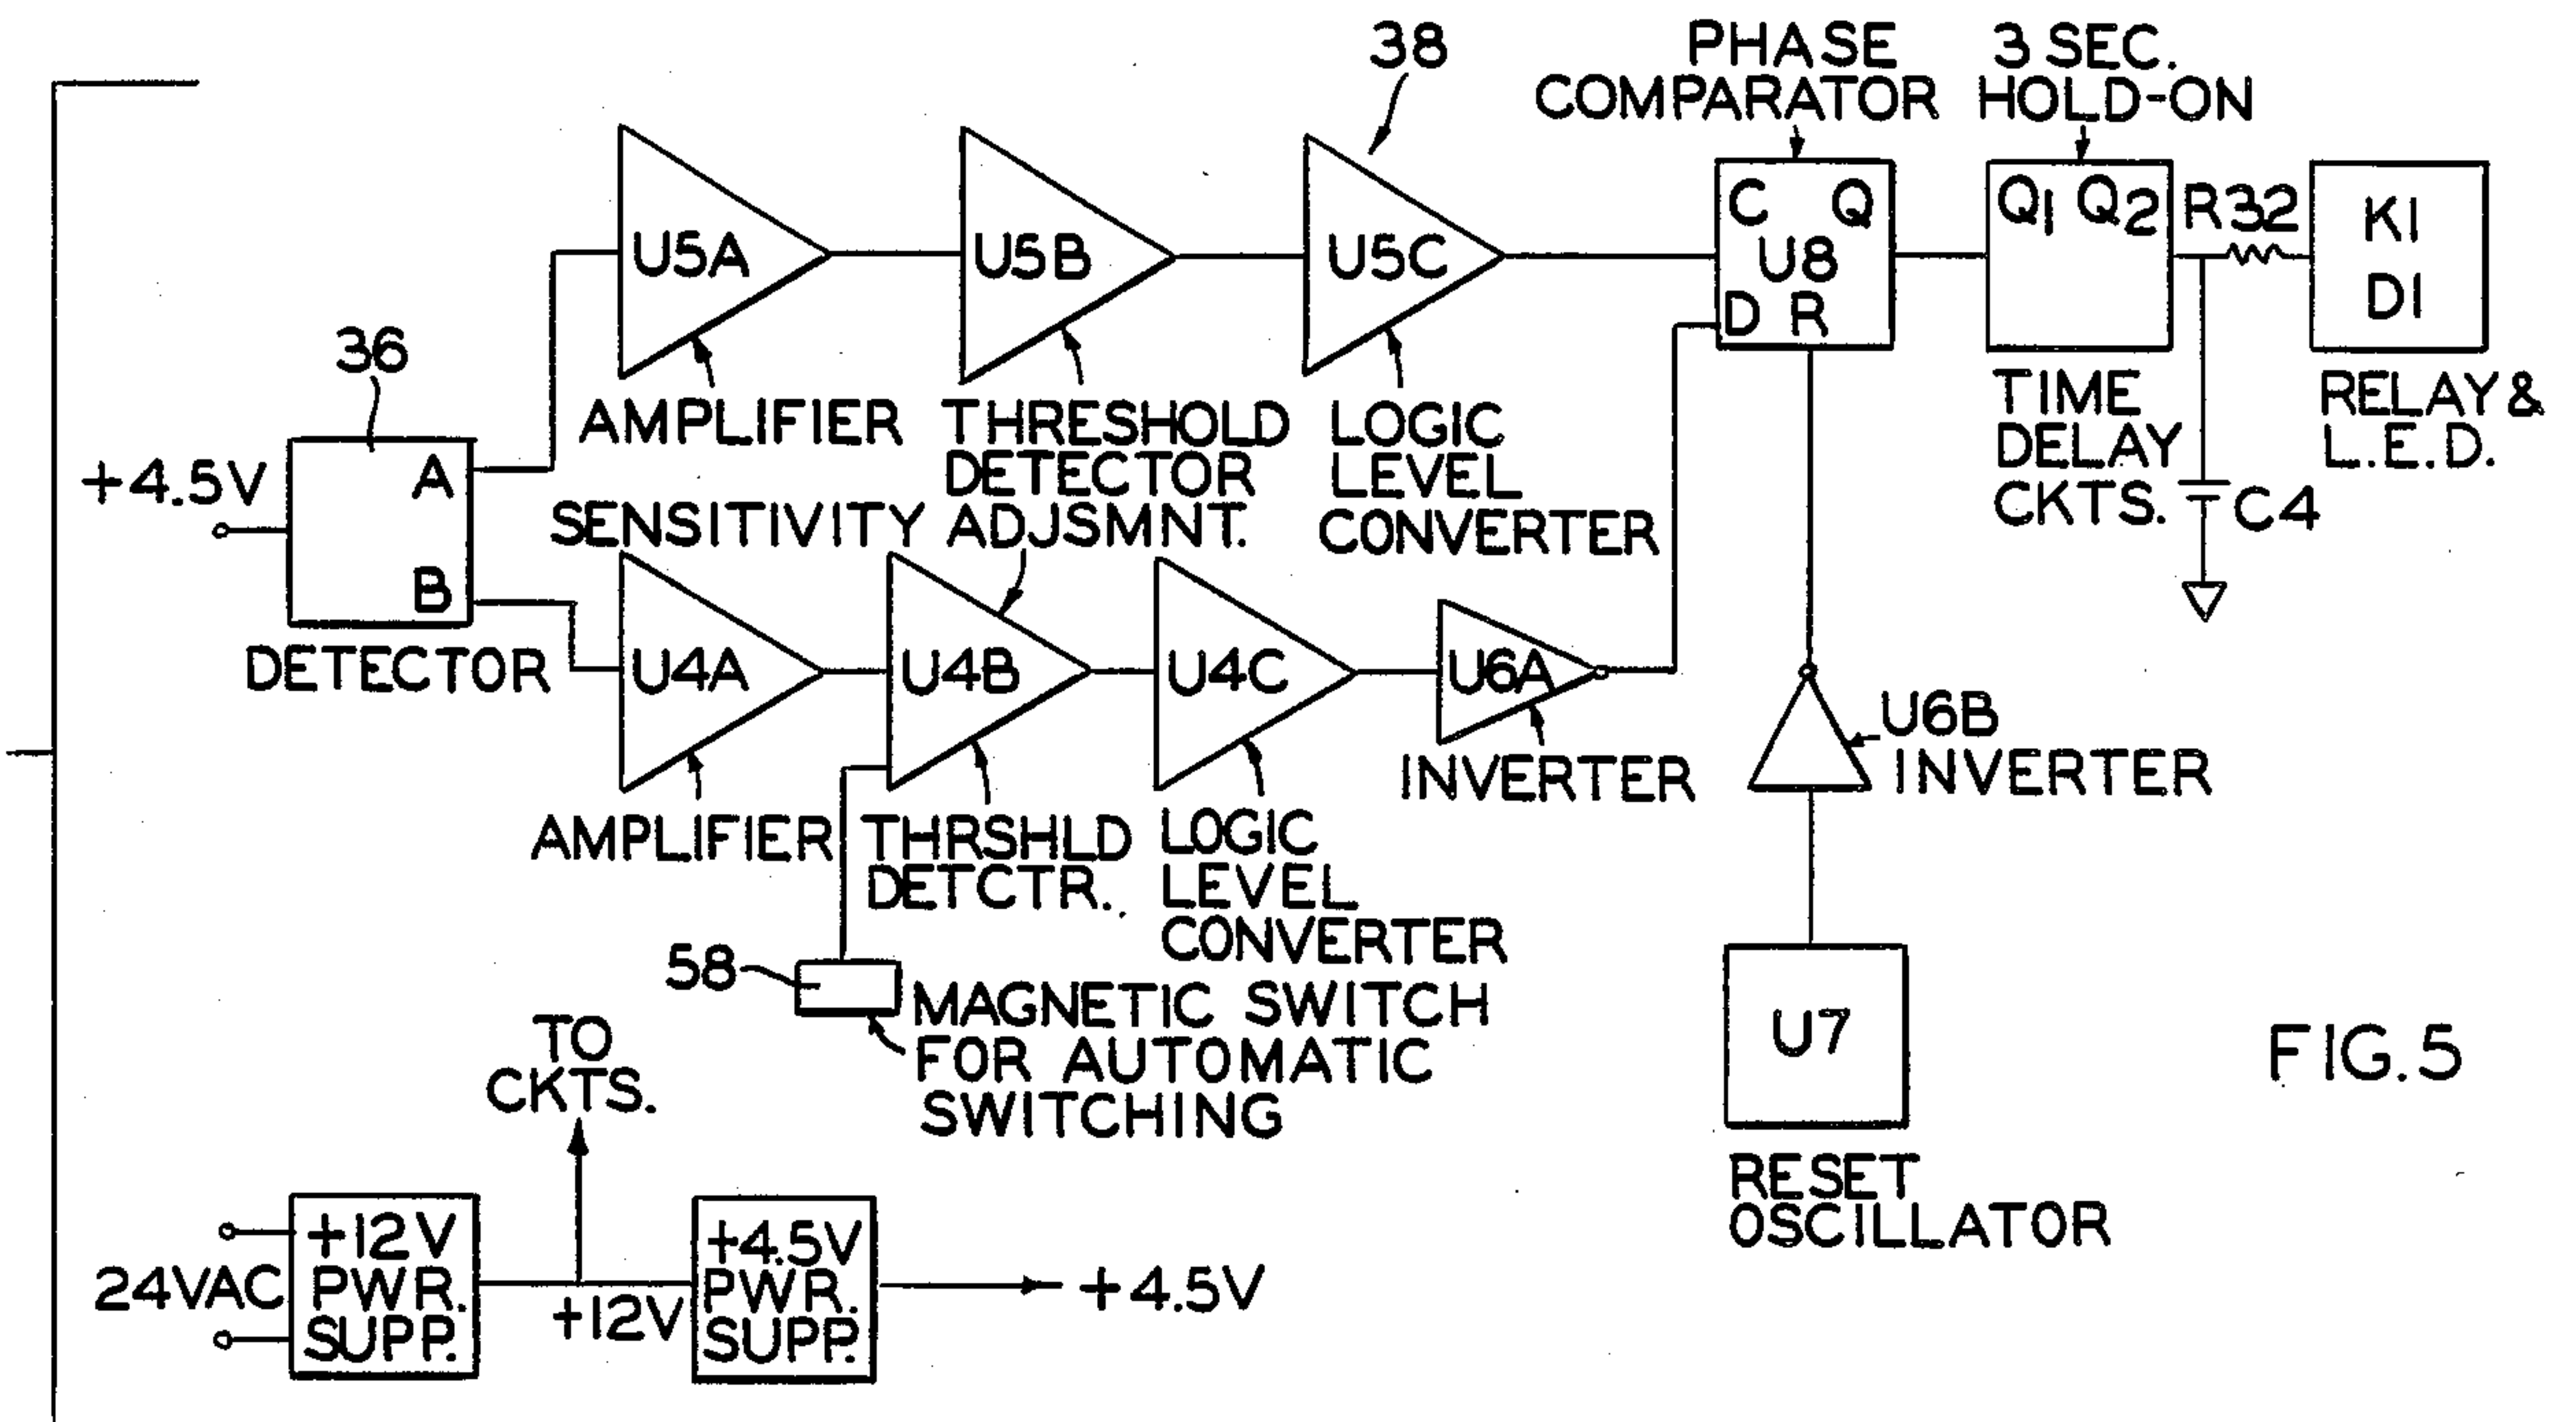 38
PHASE
COMPARATOR
3 SEC.
HOLD-ON
U5A
U5B
U5C
C Q
U8
D R
Q1 Q2
R32
K1
D1
36
+4.5V
A
B
DETECTOR
AMPLIFIER
THRESHOLD
DETECTOR
LOGIC
LEVEL
CONVERTER
TIME
DELAY
CKTS.
RELAY &
L.E.D.
C4
SENSITIVITY ADJSMNT.
U4A
U4B
U4C
U6A
U6B
INVERTER
INVERTER
AMPLIFIER
THRSHLD
DETCTR.
LOGIC
LEVEL
CONVERTER
58
MAGNETIC SWITCH
FOR AUTOMATIC
SWITCHING
U7
RESET
OSCILLATOR
FIG. 5
TO
CKTS.
24VAC
+12V
PWR.
SUPP.
+12V
+4.5V
PWR.
SUPP.
+4.5V